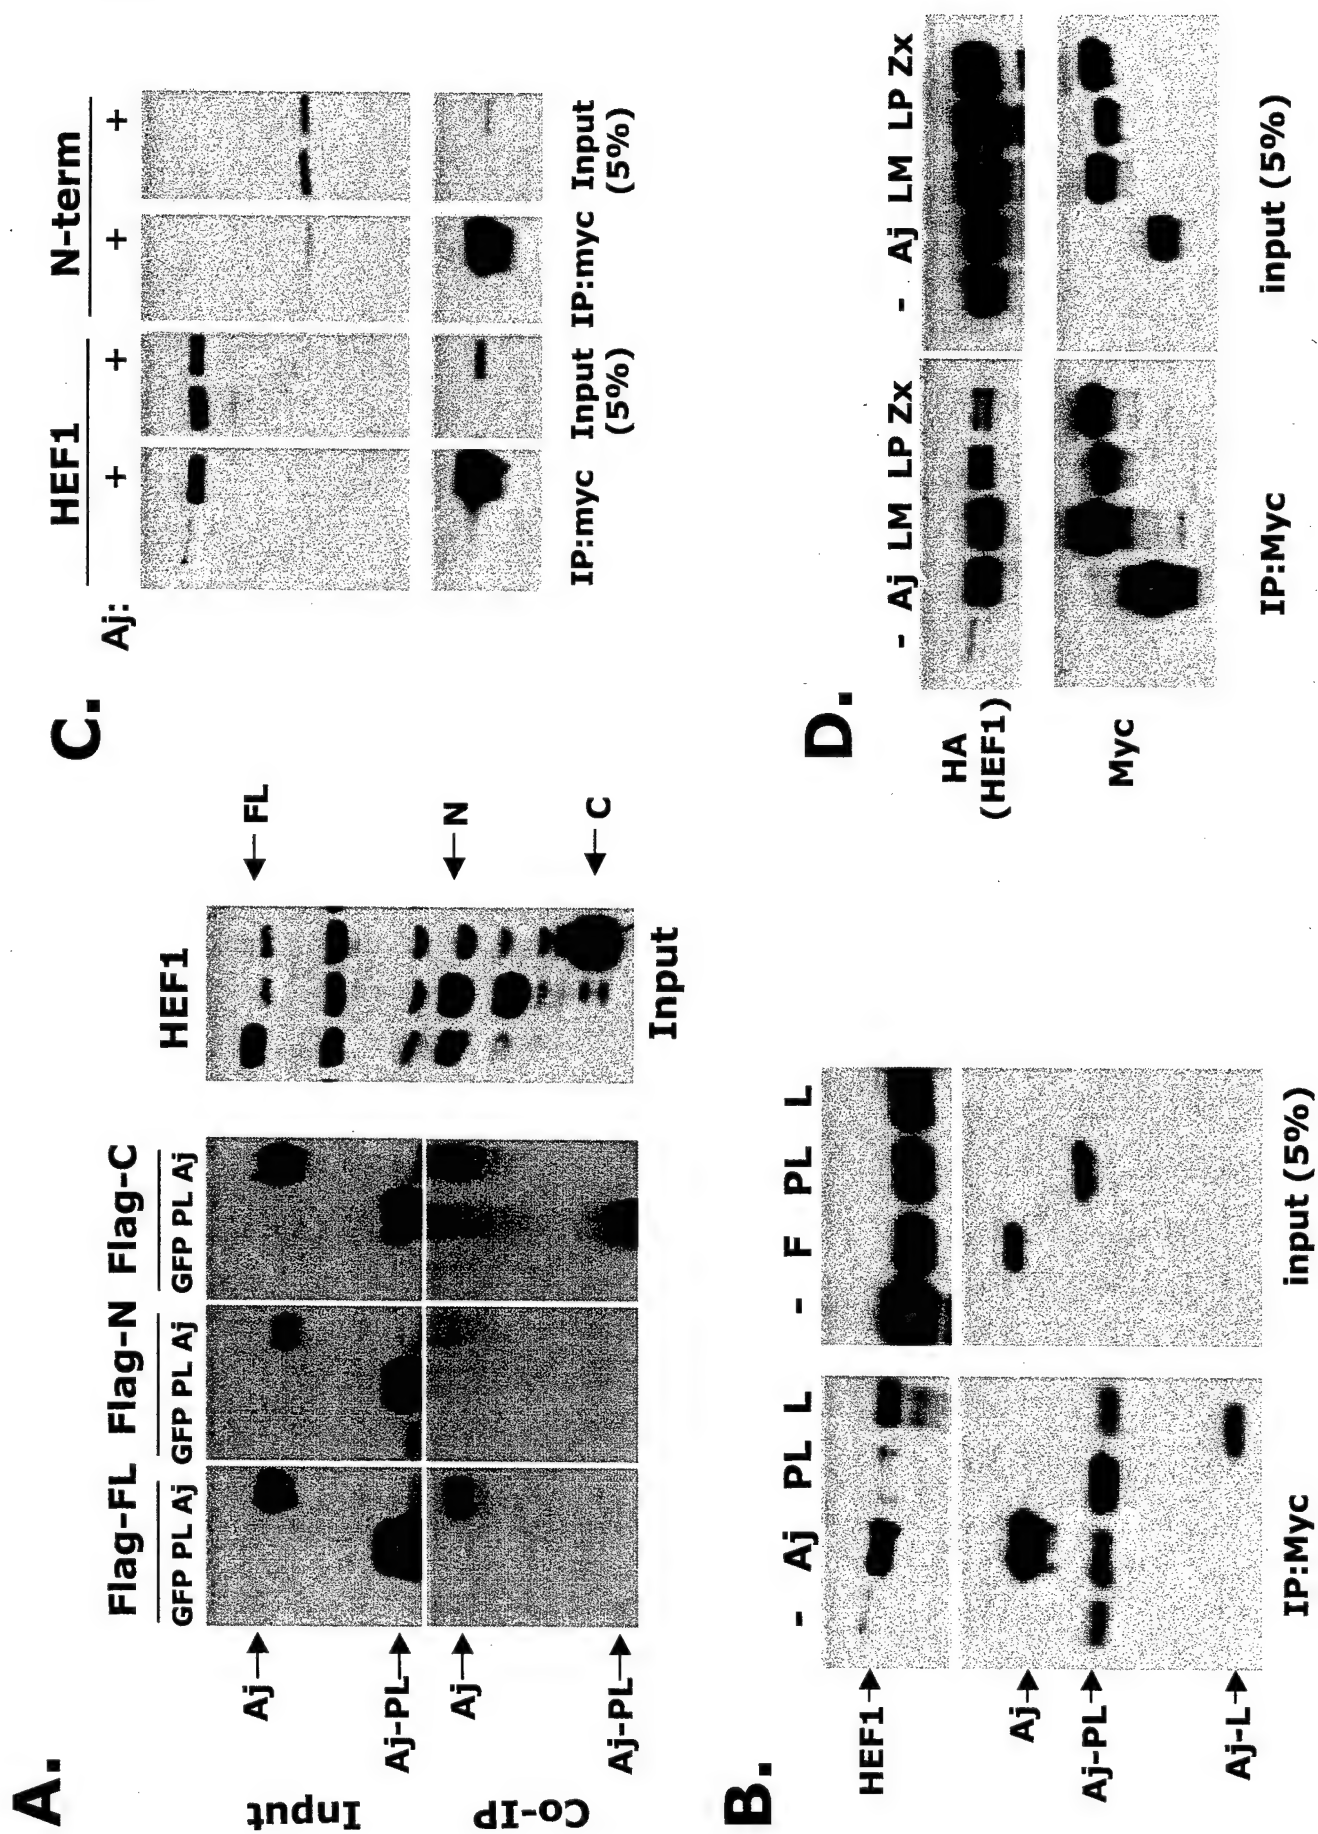 A.
Flag-FL Flag-N Flag-C
GFP PL Aj GFP PL Aj GFP PL Aj
HEF1
Input
Aj→
Aj-PL→
Co-IP
Aj→
Aj-PL→
←FL
←N
←C
Input
B.
- Aj PL L - F PL L
HEF1→
Aj→
Aj-PL→
Aj-L→
IP:Myc input (5%)
C.
HEF1 N-term
Aj: + + + +
IP:myc Input (5%) IP:myc Input (5%)
D.
- Aj LM LP Zx - Aj LM LP Zx
HA
(HEF1)
Myc
IP:Myc input (5%)